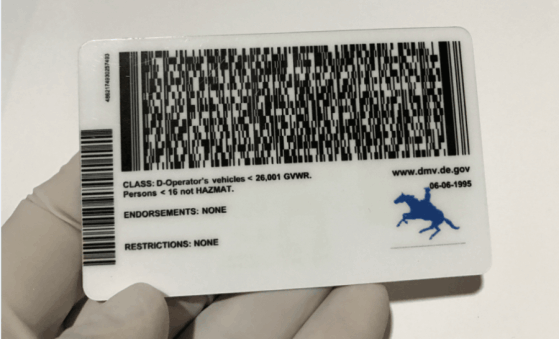 www.dmv.de.gov
06-06-1995
CLASS: D-Operator's vehicles < 26,001 GVWR.
Persons < 16 not HAZMAT.
ENDORSEMENTS: NONE
RESTRICTIONS: NONE